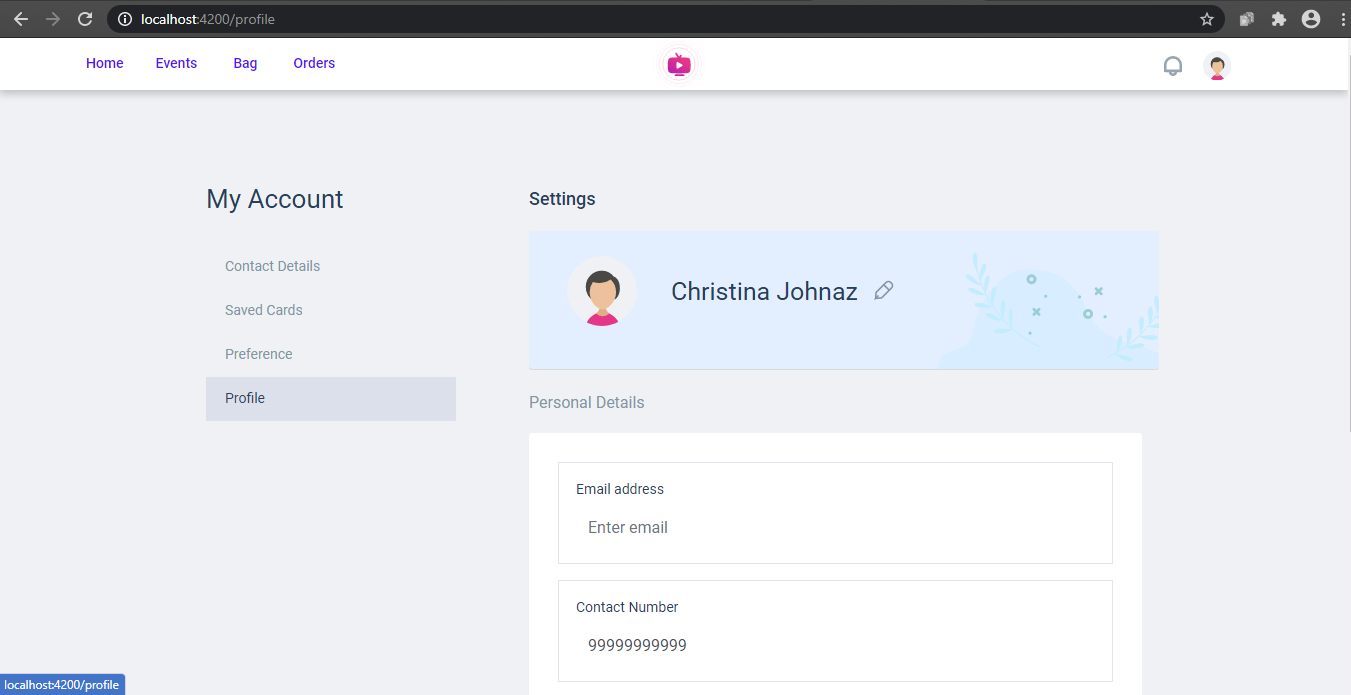 localhost:4200/profile
Home Events Bag Orders
My Account
Contact Details
Saved Cards
Preference
Profile
Settings
Christina Johnaz
Personal Details
Email address
Enter email
Contact Number
99999999999
localhost:4200/profile